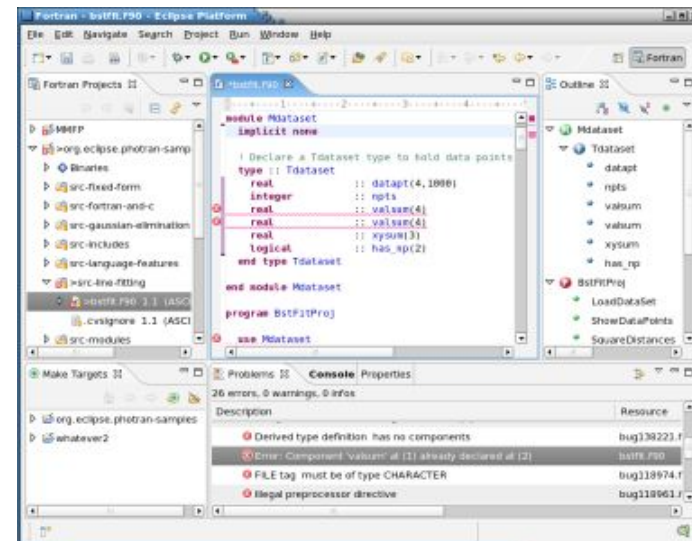 Fortran - bstfit.f90 - Eclipse Platform
File Edit Navigate Search Project Run Window Help
Fortran
Fortran Projects
MMFP
>org.eclipse.photran-samp
Binaries
src-fixed-form
src-fortran-and-c
src-gaussian-elimination
src-includes
src-language-features
>src-line-fitting
>bstfit.f90 1.1 (ASCI
.cvsignore 1.1 (ASCI
src-modules
*bstfit.f90
module Mdataset
implicit none
! Declare a Tdataset type to hold data points
type :: Tdataset
real :: datapt(4,1000)
integer :: npts
real :: valsum(4)
real :: valsum(4)
real :: xysum(3)
logical :: has_np(2)
end type Tdataset
end module Mdataset
program BstFitProj
use Mdataset
Outline
Mdataset
Tdataset
datapt
npts
valsum
valsum
xysum
has_np
BstFitProj
LoadDataSet
ShowDataPoints
SquareDistances
Make Targets
org.eclipse.photran-samples
whatever2
Problems Console Properties
26 errors, 0 warnings, 0 infos
Description Resource
Derived type definition has no components bug138221.f
Error: Component 'valsum' at (1) already declared at (2) bstfit.f90
FILE tag must be of type CHARACTER bug118974.f
Illegal preprocessor directive bug118961.f